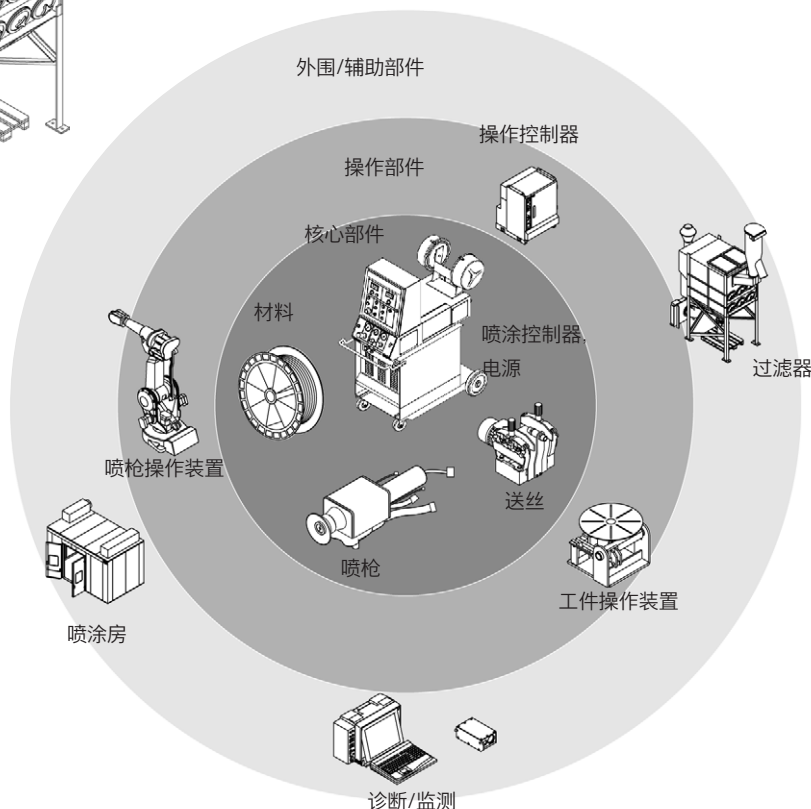 外围/辅助部件
操作控制器
操作部件
核心部件
材料
喷涂控制器,
电源
过滤器
喷枪操作装置
送丝
喷枪
工件操作装置
喷涂房
诊断/监测